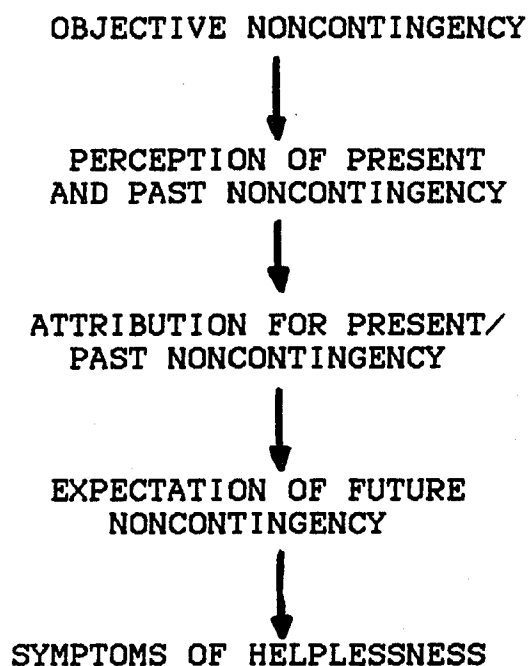 OBJECTIVE NONCONTINGENCY
PERCEPTION OF PRESENT
AND PAST NONCONTINGENCY
ATTRIBUTION FOR PRESENT/
PAST NONCONTINGENCY
EXPECTATION OF FUTURE
NONCONTINGENCY
SYMPTOMS OF HELPLESSNESS